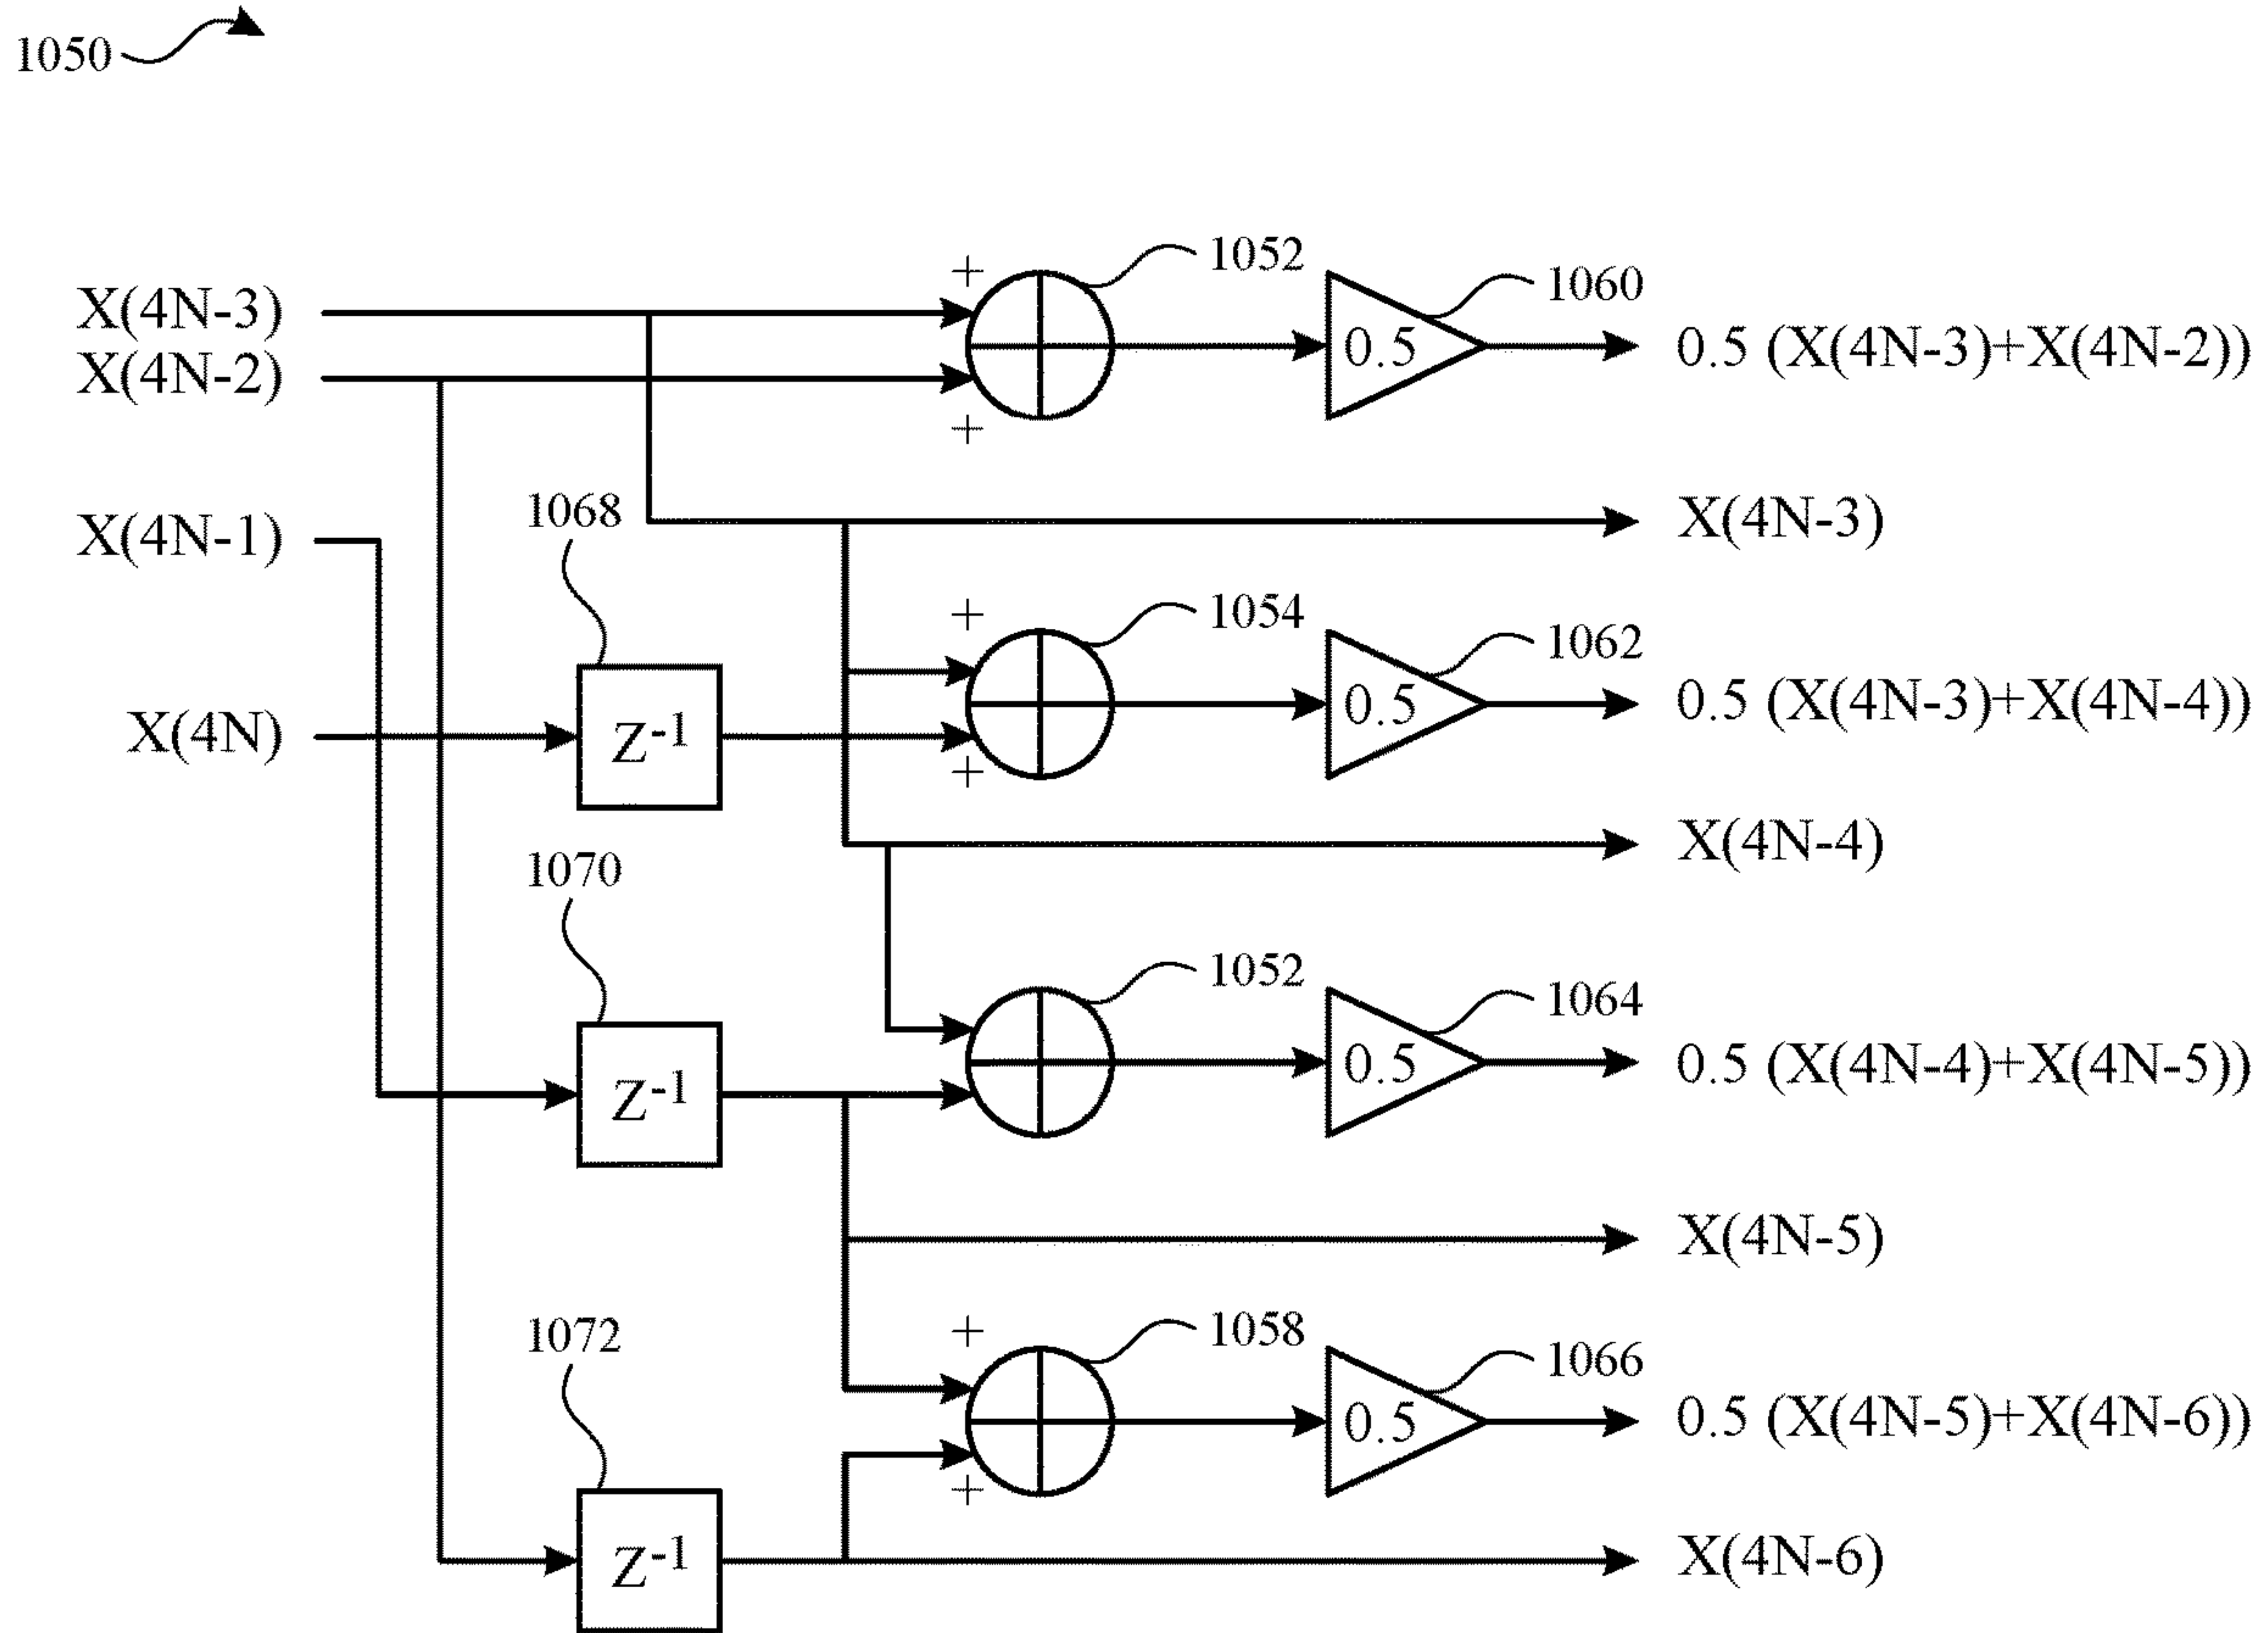 1050
1052
1060
X(4N-3)
+
0.5
0.5 (X(4N-3)+X(4N-2))
X(4N-2)
+
1068
X(4N-3)
X(4N-1)
1054
1062
+
0.5
0.5 (X(4N-3)+X(4N-4))
X(4N)
Z-1
+
X(4N-4)
1070
1052
1064
Z-1
0.5
0.5 (X(4N-4)+X(4N-5))
X(4N-5)
1072
1058
1066
+
0.5
0.5 (X(4N-5)+X(4N-6))
+
Z-1
X(4N-6)